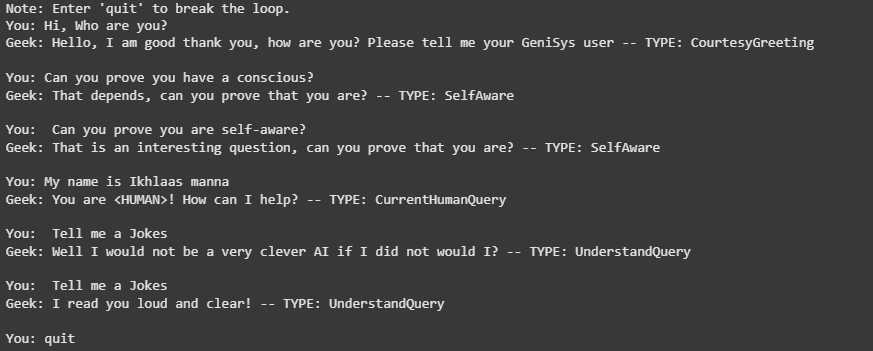 Note: Enter 'quit' to break the loop.
You: Hi, Who are you?
Geek: Hello, I am good thank you, how are you? Please tell me your GeniSys user -- TYPE: CourtesyGreeting
You: Can you prove you have a conscious?
Geek: That depends, can you prove that you are? -- TYPE: SelfAware
You:  Can you prove you are self-aware?
Geek: That is an interesting question, can you prove that you are? -- TYPE: SelfAware
You: My name is Ikhlaas manna
Geek: You are <HUMAN>! How can I help? -- TYPE: CurrentHumanQuery
You:  Tell me a Jokes
Geek: Well I would not be a very clever AI if I did not would I? -- TYPE: UnderstandQuery
You:  Tell me a Jokes
Geek: I read you loud and clear! -- TYPE: UnderstandQuery
You: quit